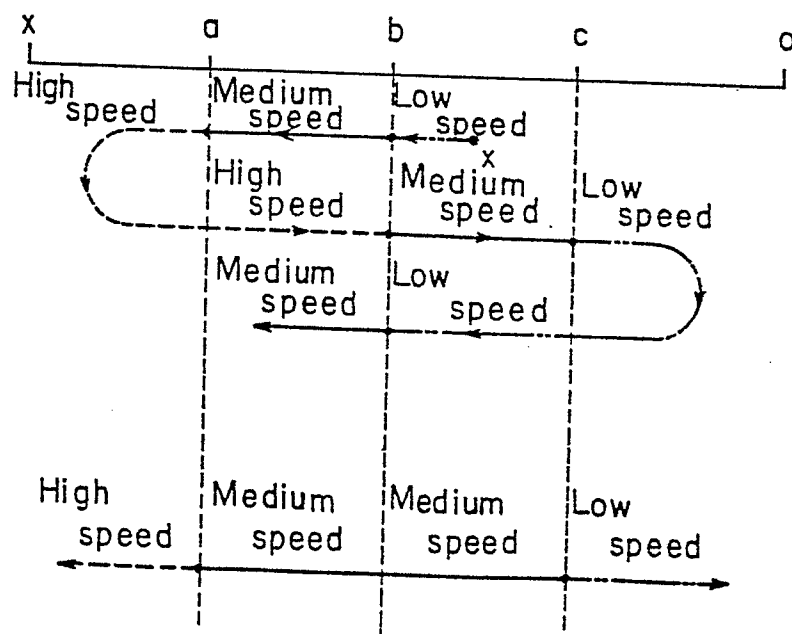 x a b c o
High speed Medium speed Low speed
x
High speed Medium speed Low speed
Medium speed Low speed
High speed Medium speed Medium speed Low speed